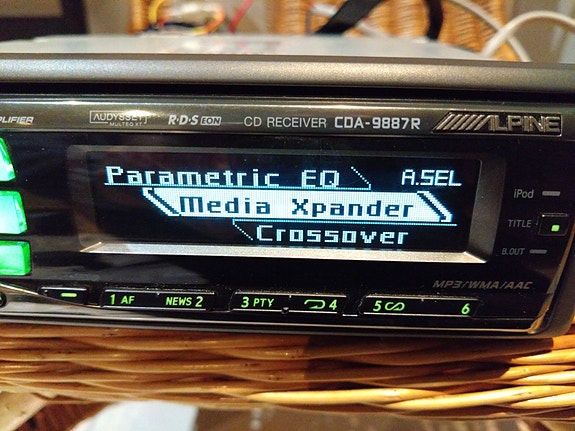 AUDYSSEY
MULTEQ XT
R·D·S EON
CD RECEIVER CDA-9887R
ALPINE
Parametric EQ A.SEL
Media Xpander
Crossover
iPod
TITLE
B.OUT
MP3/WMA/AAC
1 AF NEWS 2 3 PTY 4 5 6